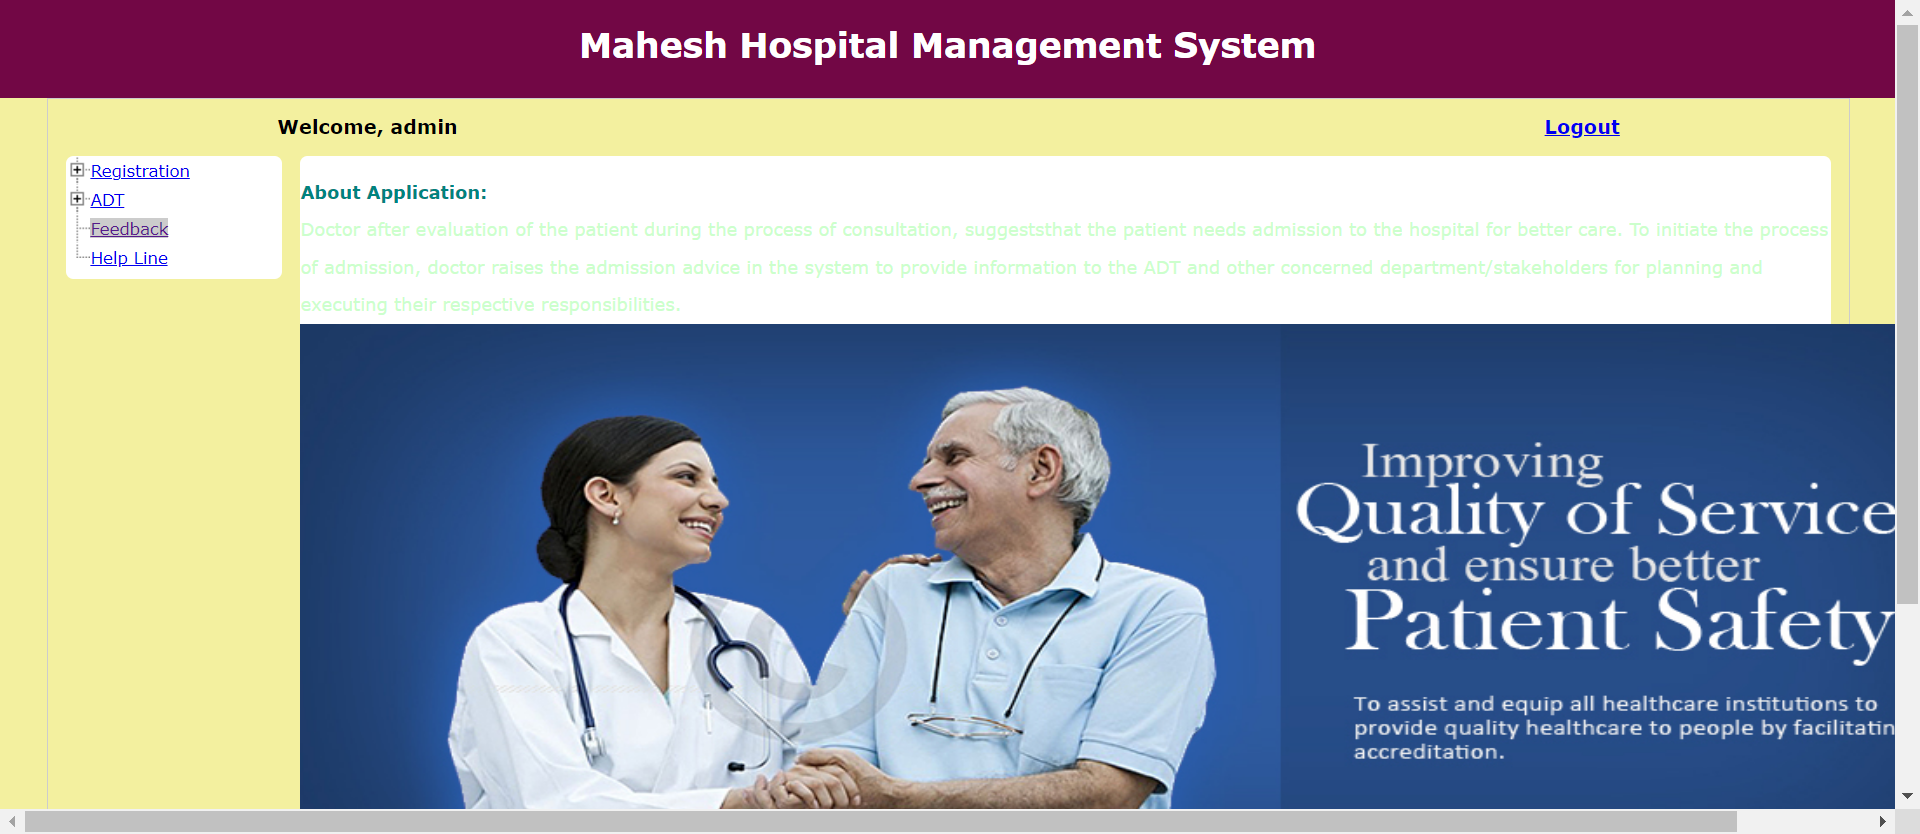 Mahesh Hospital Management System
Welcome, admin
Logout
Registration
ADT
Feedback
Help Line
About Application:
Doctor after evaluation of the patient during the process of consultation, suggeststhat the patient needs admission to the hospital for better care. To initiate the process
of admission, doctor raises the admission advice in the system to provide information to the ADT and other concerned department/stakeholders for planning and
executing their respective responsibilities.
Improving
Quality of Service
and ensure better
Patient Safety
To assist and equip all healthcare institutions to
provide quality healthcare to people by facilitatin
accreditation.